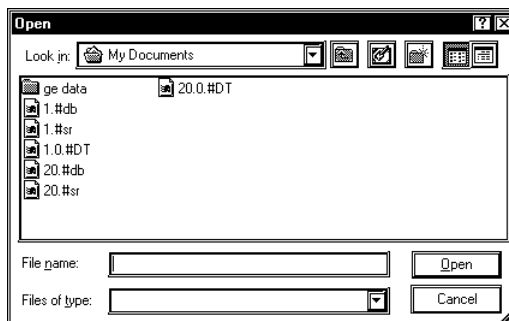 Open
Look in: My Documents
ge data 20.0.#DT
1.#db
1.#sr
1.0.#DT
20.#db
20.#sr
File name: Open
Files of type: Cancel